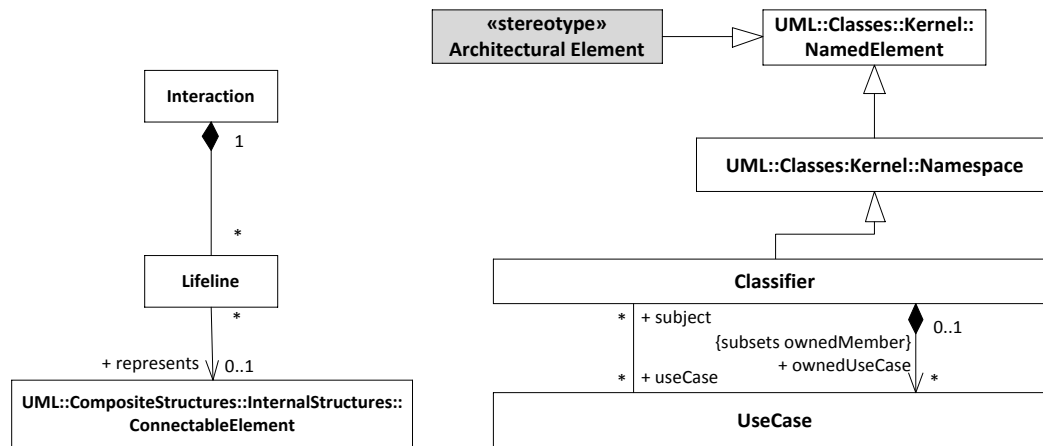 Interaction
1
*
Lifeline
*
+ represents
0..1
UML::CompositeStructures::InternalStructures::
ConnectableElement
«stereotype»
Architectural Element
UML::Classes::Kernel::
NamedElement
UML::Classes:Kernel::Namespace
Classifier
* + subject
0..1
{subsets ownedMember}
+ ownedUseCase
* + useCase
*
UseCase